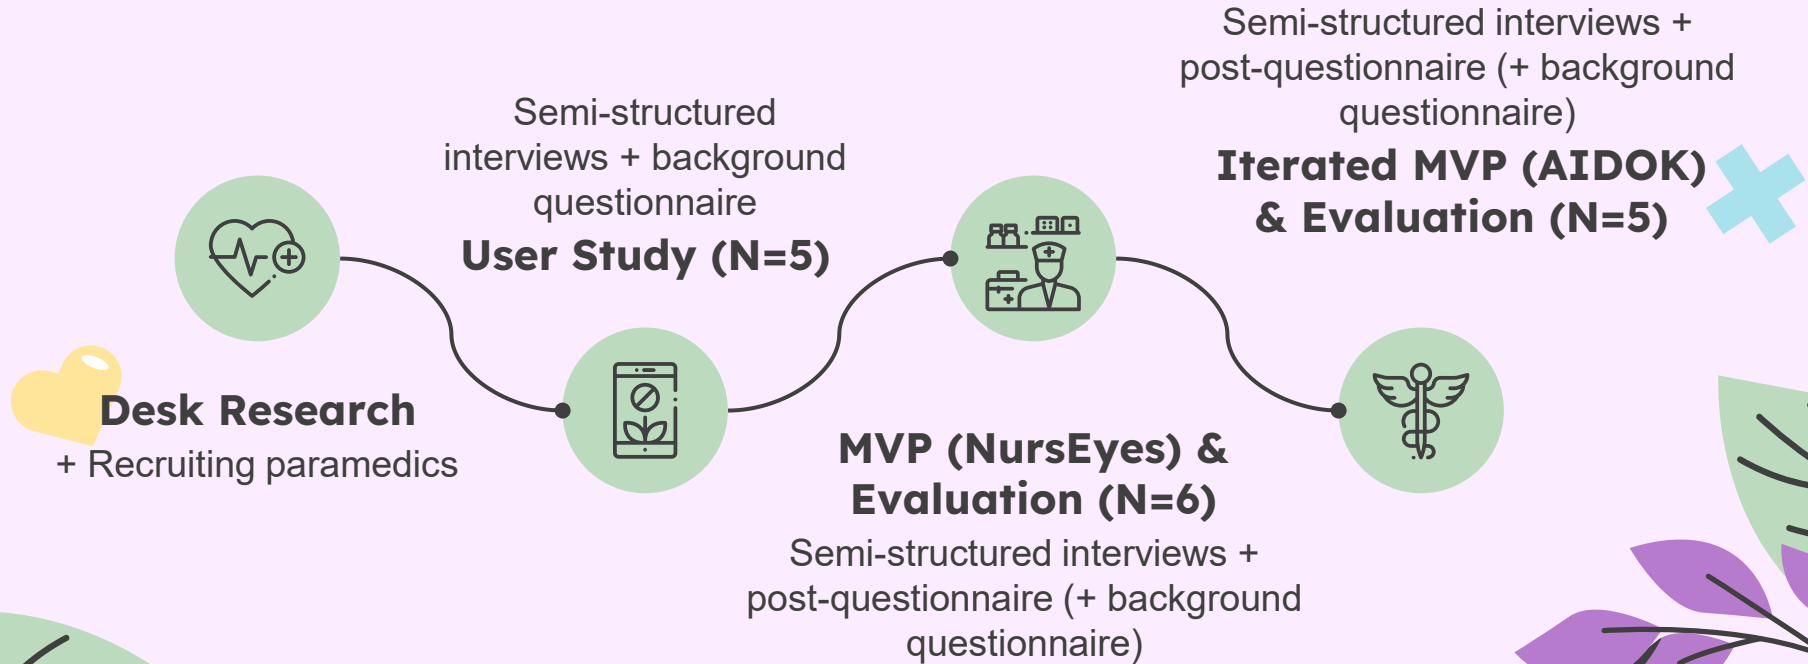 Desk Research
+ Recruiting paramedics
Semi-structured
interviews + background
questionnaire
User Study (N=5)
MVP (NursEyes) &
Evaluation (N=6)
Semi-structured interviews +
post-questionnaire (+ background
questionnaire)
Semi-structured interviews +
post-questionnaire (+ background
questionnaire)
Iterated MVP (AIDOK)
& Evaluation (N=5)